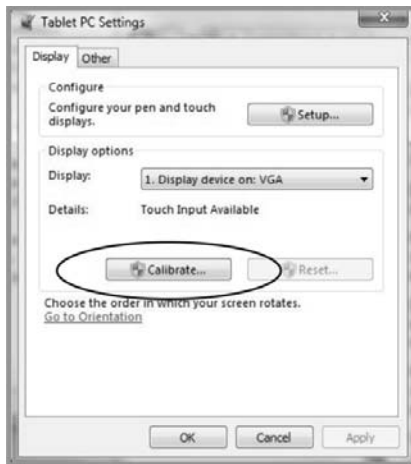 Tablet PC Settings
Display Other
Configure
Configure your pen and touch
displays.
Setup...
Display options
Display: 1. Display device on: VGA
Details: Touch Input Available
Calibrate... Reset...
Choose the order in which your screen rotates.
Go to Orientation
OK Cancel Apply